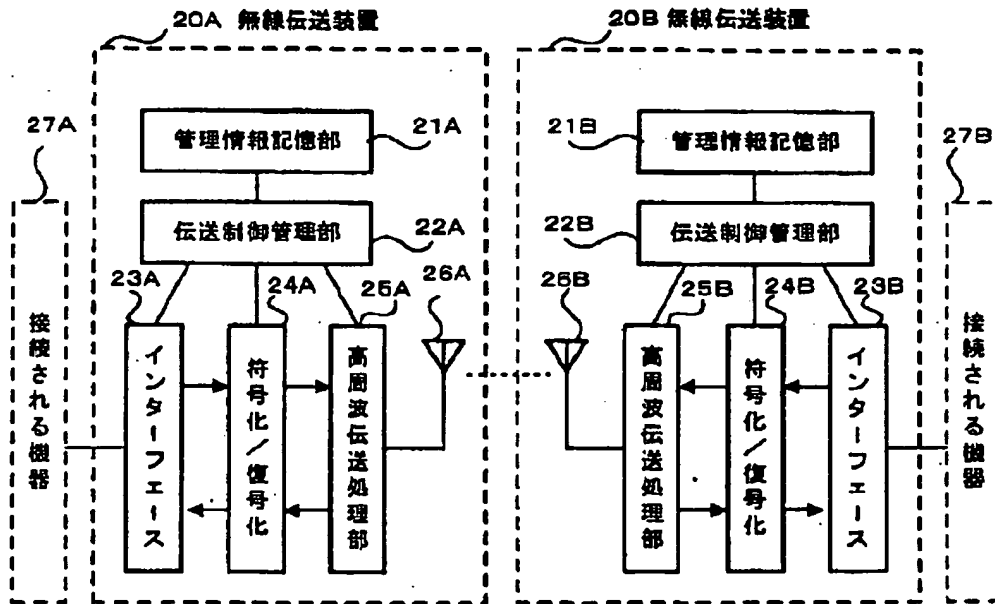 20A 無線伝送装置
20B 無線伝送装置
27A
21A
管理情報記憶部
21B
管理情報記憶部
27B
22A
伝送制御管理部
22B
伝送制御管理部
23A
24A
25A
26A
26B
25B
24B
23B
接続される機器
インターフェース
符号化/復号化
高周波伝送処理部
高周波伝送処理部
符号化/復号化
インターフェース
接続される機器